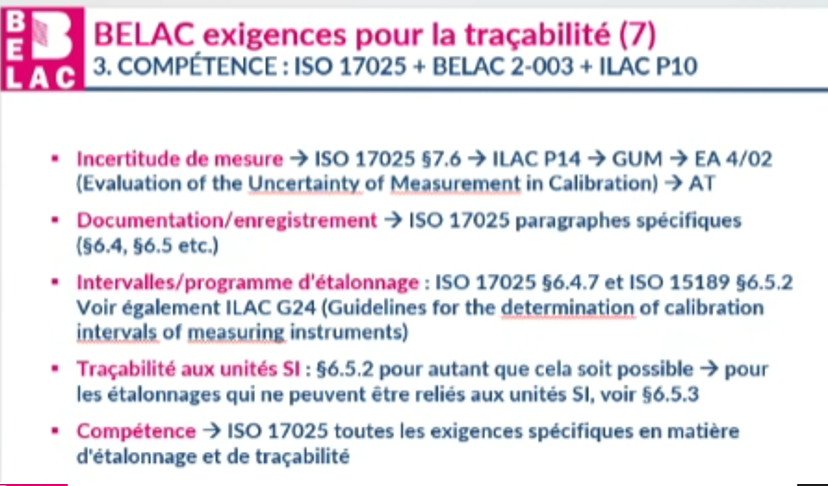 B
E
LAC
BELAC exigences pour la traçabilité (7)
3. COMPÉTENCE : ISO 17025 + BELAC 2-003 + ILAC P10
▪ Incertitude de mesure → ISO 17025 §7.6 → ILAC P14 → GUM → EA 4/02
(Evaluation of the Uncertainty of Measurement in Calibration) → AT
▪ Documentation/enregistrement → ISO 17025 paragraphes spécifiques
(§6.4, §6.5 etc.)
▪ Intervalles/programme d'étalonnage : ISO 17025 §6.4.7 et ISO 15189 §6.5.2
Voir également ILAC G24 (Guidelines for the determination of calibration
intervals of measuring instruments)
▪ Traçabilité aux unités SI : §6.5.2 pour autant que cela soit possible → pour
les étalonnages qui ne peuvent être reliés aux unités SI, voir §6.5.3
▪ Compétence → ISO 17025 toutes les exigences spécifiques en matière
d'étalonnage et de traçabilité